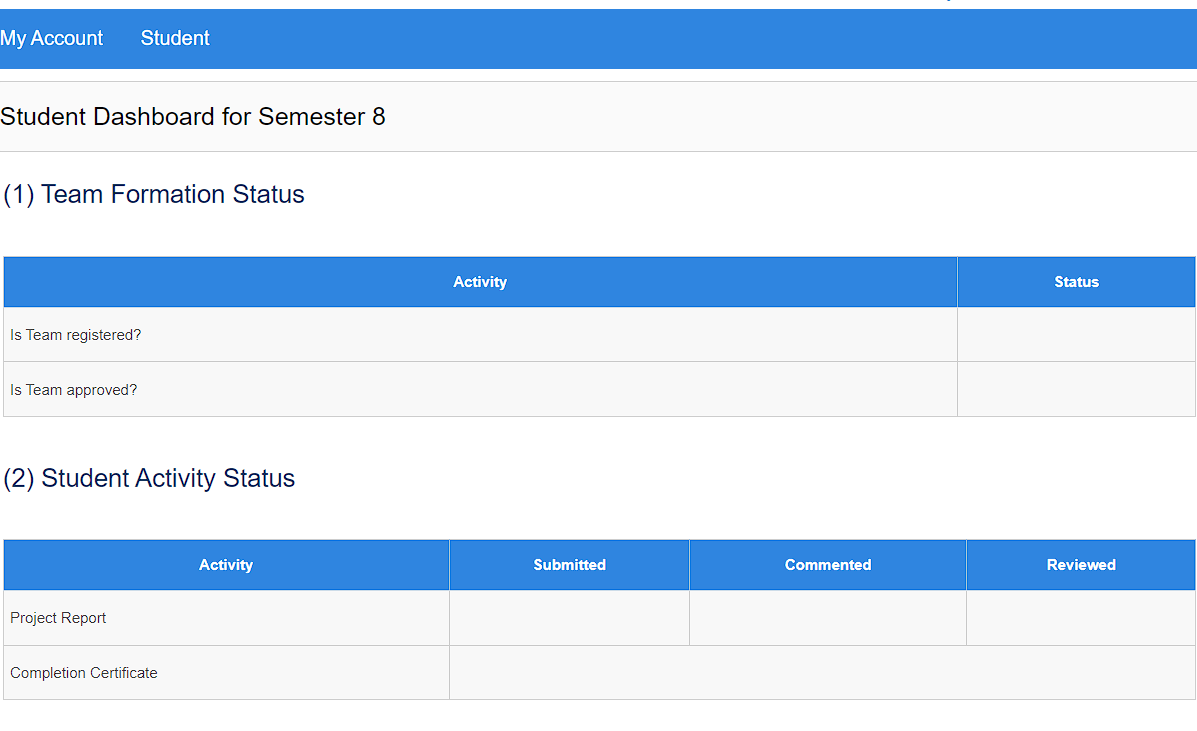 My Account Student
Student Dashboard for Semester 8
(1) Team Formation Status
Activity Status
Is Team registered?
Is Team approved?
(2) Student Activity Status
Activity Submitted Commented Reviewed
Project Report
Completion Certificate